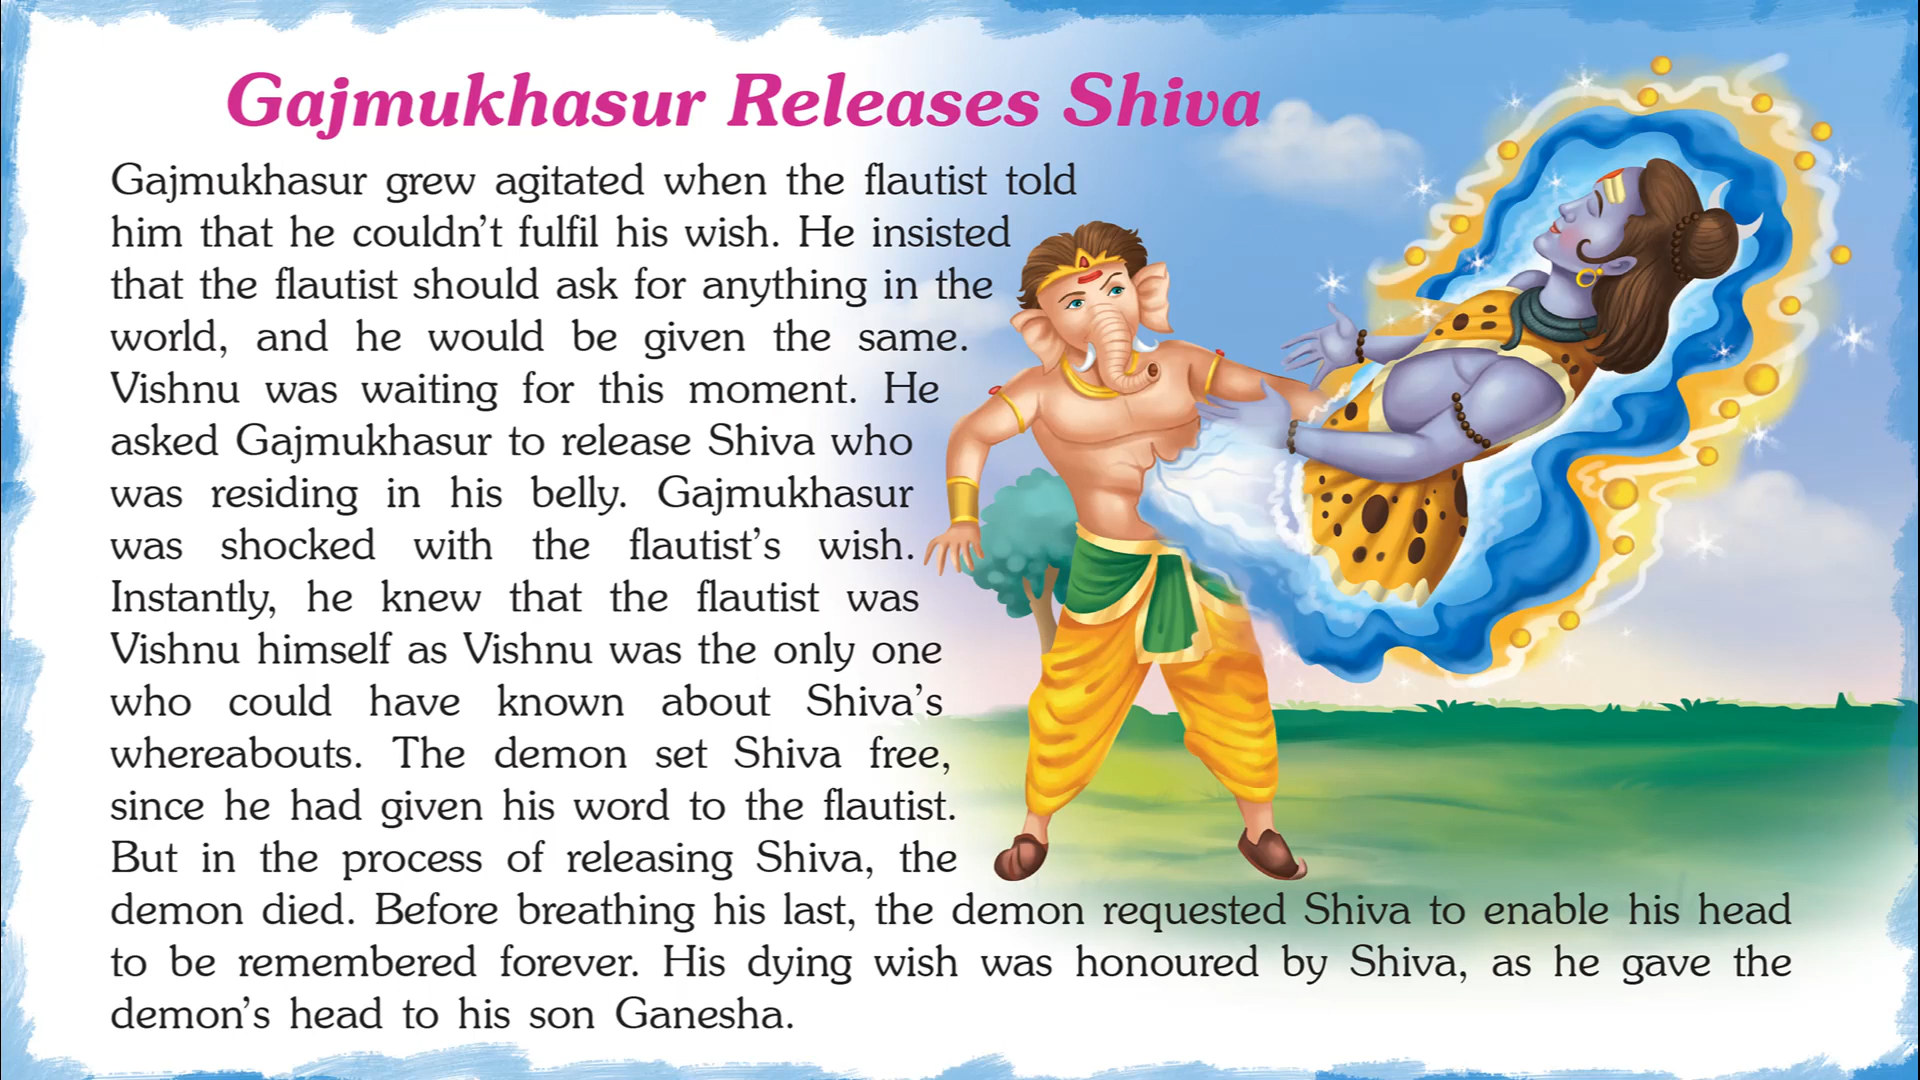 Gajmukhasur Releases Shiva
Gajmukhasur grew agitated when the flautist told
him that he couldn’t fulfil his wish. He insisted
that the flautist should ask for anything in the
world, and he would be given the same.
Vishnu was waiting for this moment. He
asked Gajmukhasur to release Shiva who
was residing in his belly. Gajmukhasur
was shocked with the flautist’s wish.
Instantly, he knew that the flautist was
Vishnu himself as Vishnu was the only one
who could have known about Shiva’s
whereabouts. The demon set Shiva free,
since he had given his word to the flautist.
But in the process of releasing Shiva, the
demon died. Before breathing his last, the demon requested Shiva to enable his head
to be remembered forever. His dying wish was honoured by Shiva, as he gave the
demon’s head to his son Ganesha.